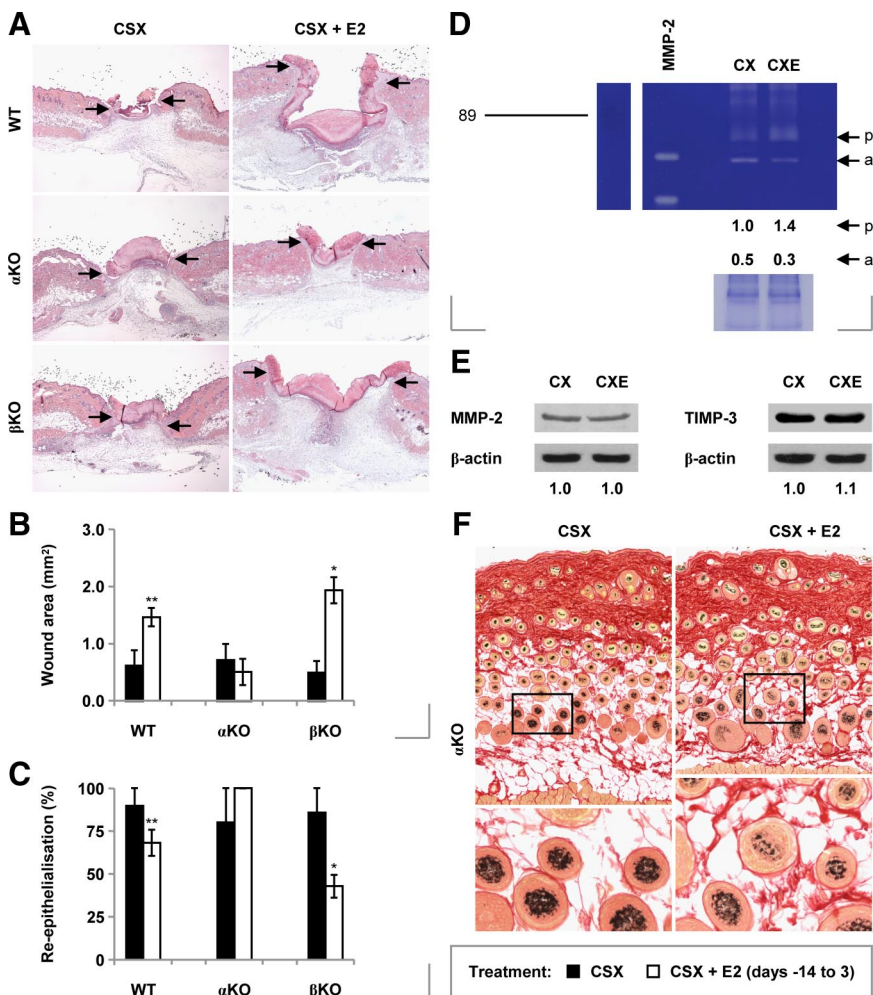 A
CSX
CSX + E2
WT
αKO
βKO
B
Wound area (mm²)
3.0
2.0
1.0
0.0
**
*
WT
αKO
βKO
C
Re-epithelialisation (%)
100
75
50
25
0
**
*
WT
αKO
βKO
D
MMP-2
CX CXE
89
p
a
1.0 1.4 p
0.5 0.3 a
E
CX CXE
MMP-2
β-actin
1.0 1.0
CX CXE
TIMP-3
β-actin
1.0 1.1
F
CSX
CSX + E2
αKO
Treatment: CSX CSX + E2 (days -14 to 3)